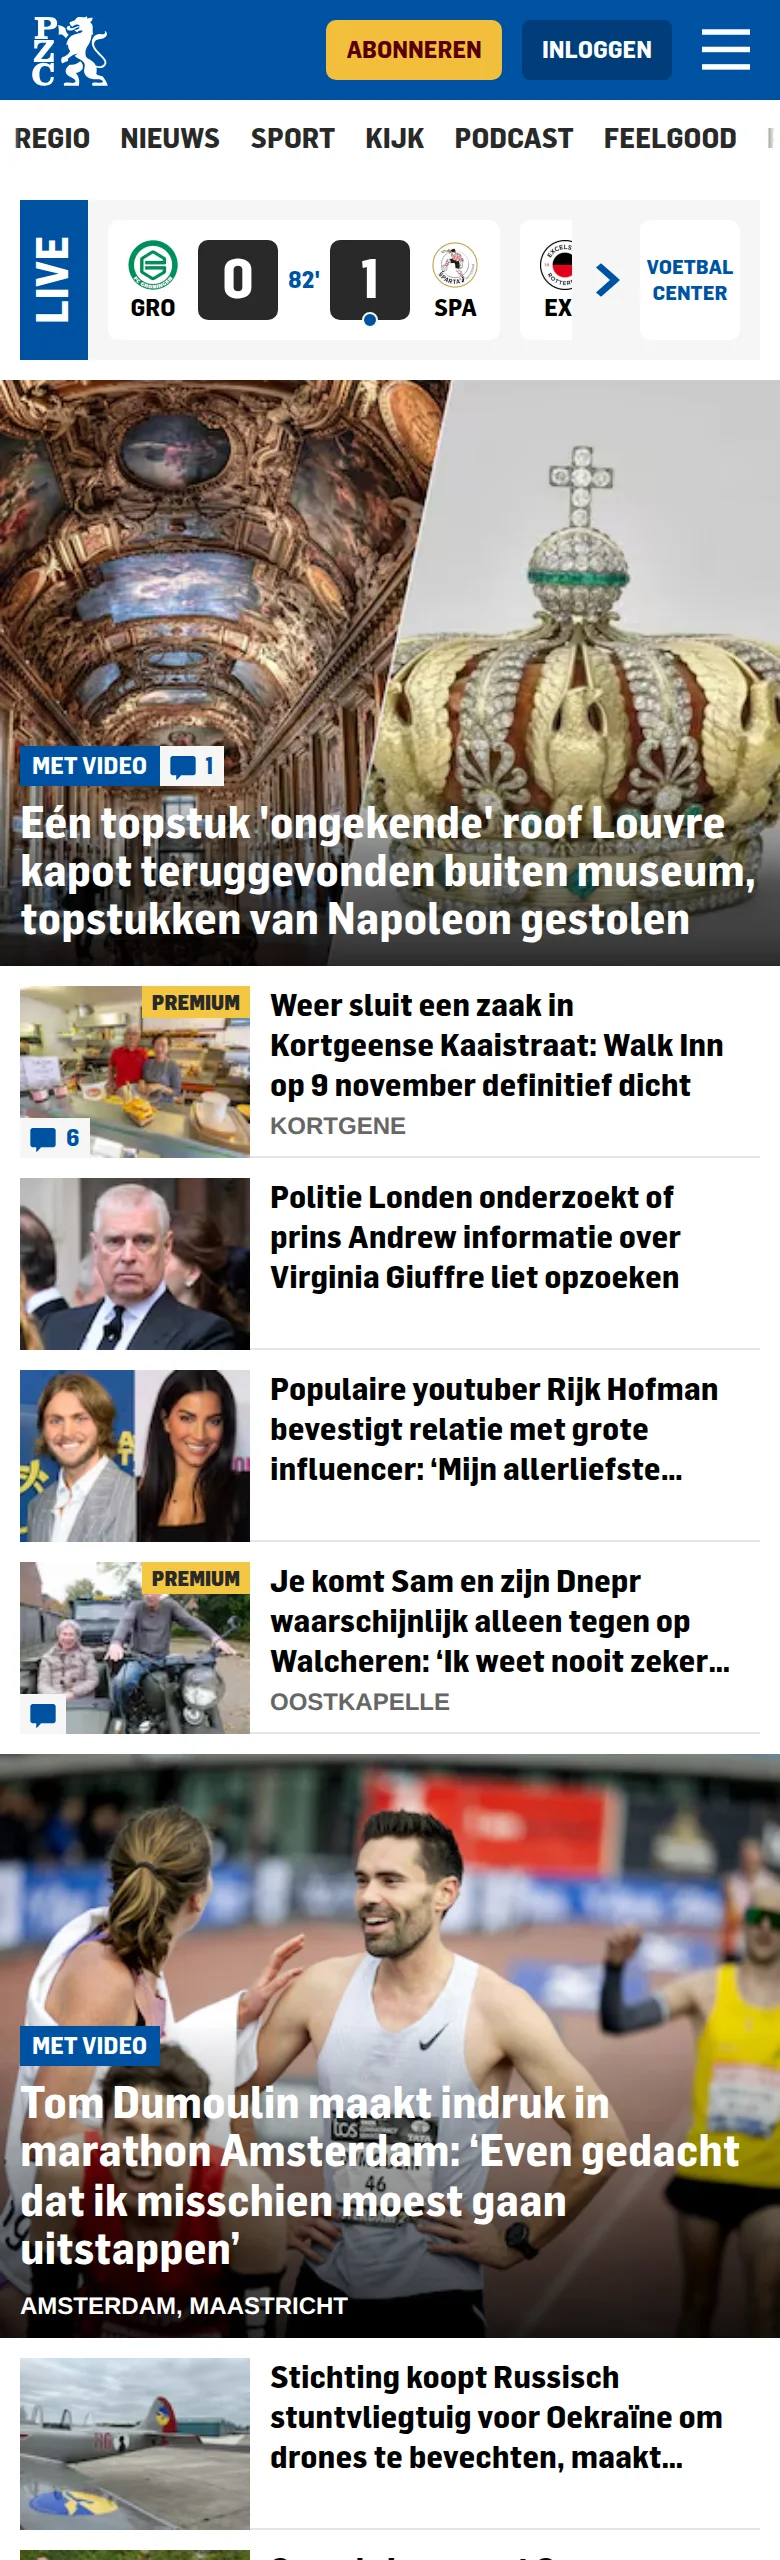 PZC
ABONNEREN
INLOGGEN
REGIO NIEUWS SPORT KIJK PODCAST FEELGOOD
LIVE
GRO
0
82'
1
SPA
EX
VOETBAL
CENTER
MET VIDEO 1
Eén topstuk 'ongekende' roof Louvre
kapot teruggevonden buiten museum,
topstukken van Napoleon gestolen
PREMIUM
6
Weer sluit een zaak in
Kortgeense Kaaistraat: Walk Inn
op 9 november definitief dicht
KORTGENE
Politie Londen onderzoekt of
prins Andrew informatie over
Virginia Giuffre liet opzoeken
Populaire youtuber Rijk Hofman
bevestigt relatie met grote
influencer: ‘Mijn allerliefste...
PREMIUM
Je komt Sam en zijn Dnepr
waarschijnlijk alleen tegen op
Walcheren: ‘Ik weet nooit zeker...
OOSTKAPELLE
MET VIDEO
Tom Dumoulin maakt indruk in
marathon Amsterdam: ‘Even gedacht
dat ik misschien moest gaan
uitstappen’
46
AMSTERDAM, MAASTRICHT
Stichting koopt Russisch
stuntvliegtuig voor Oekraïne om
drones te bevechten, maakt...